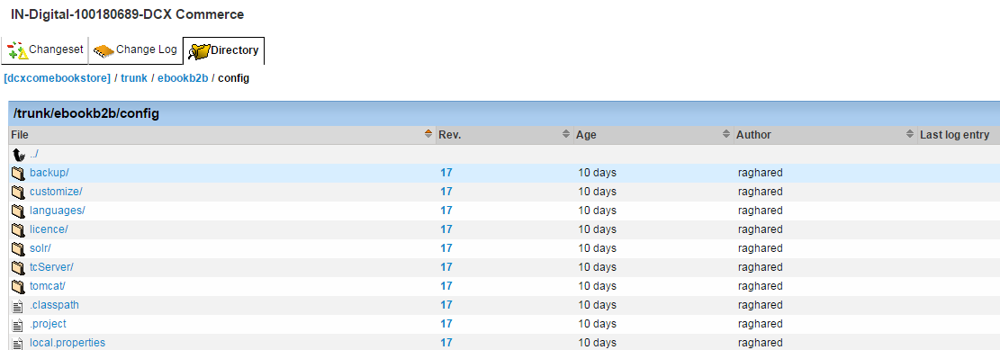 IN-Digital-100180689-DCX Commerce
Changeset Change Log Directory
[dcxcomebookstore] / trunk / ebookb2b / config
/trunk/ebookb2b/config
File Rev. Age Author Last log entry
../
backup/ 17 10 days raghared
customize/ 17 10 days raghared
languages/ 17 10 days raghared
licence/ 17 10 days raghared
solr/ 17 10 days raghared
tcServer/ 17 10 days raghared
tomcat/ 17 10 days raghared
.classpath 17 10 days raghared
.project 17 10 days raghared
local.properties 17 10 days raghared